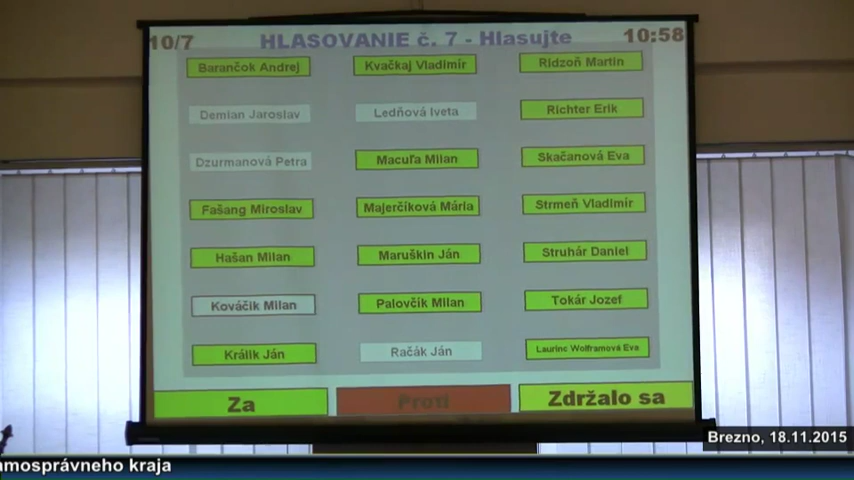 10/7 HLASOVANIE č. 7 - Hlasujte 10:58
Barančok Andrej Kvačkaj Vladimír Ridzoň Martin
Demian Jaroslav Ledňová Iveta Richter Erik
Dzurmanová Petra Macuľa Milan Skačanová Eva
Fašang Miroslav Majerčíková Mária Strmeň Vladimír
Hašan Milan Maruškin Ján Struhár Daniel
Kováčik Milan Palovčík Milan Tokár Jozef
Králik Ján Račák Ján Laurinc Wolframová Eva
Za Proti Zdržalo sa
Brezno, 18.11.2015
amosprávneho kraja